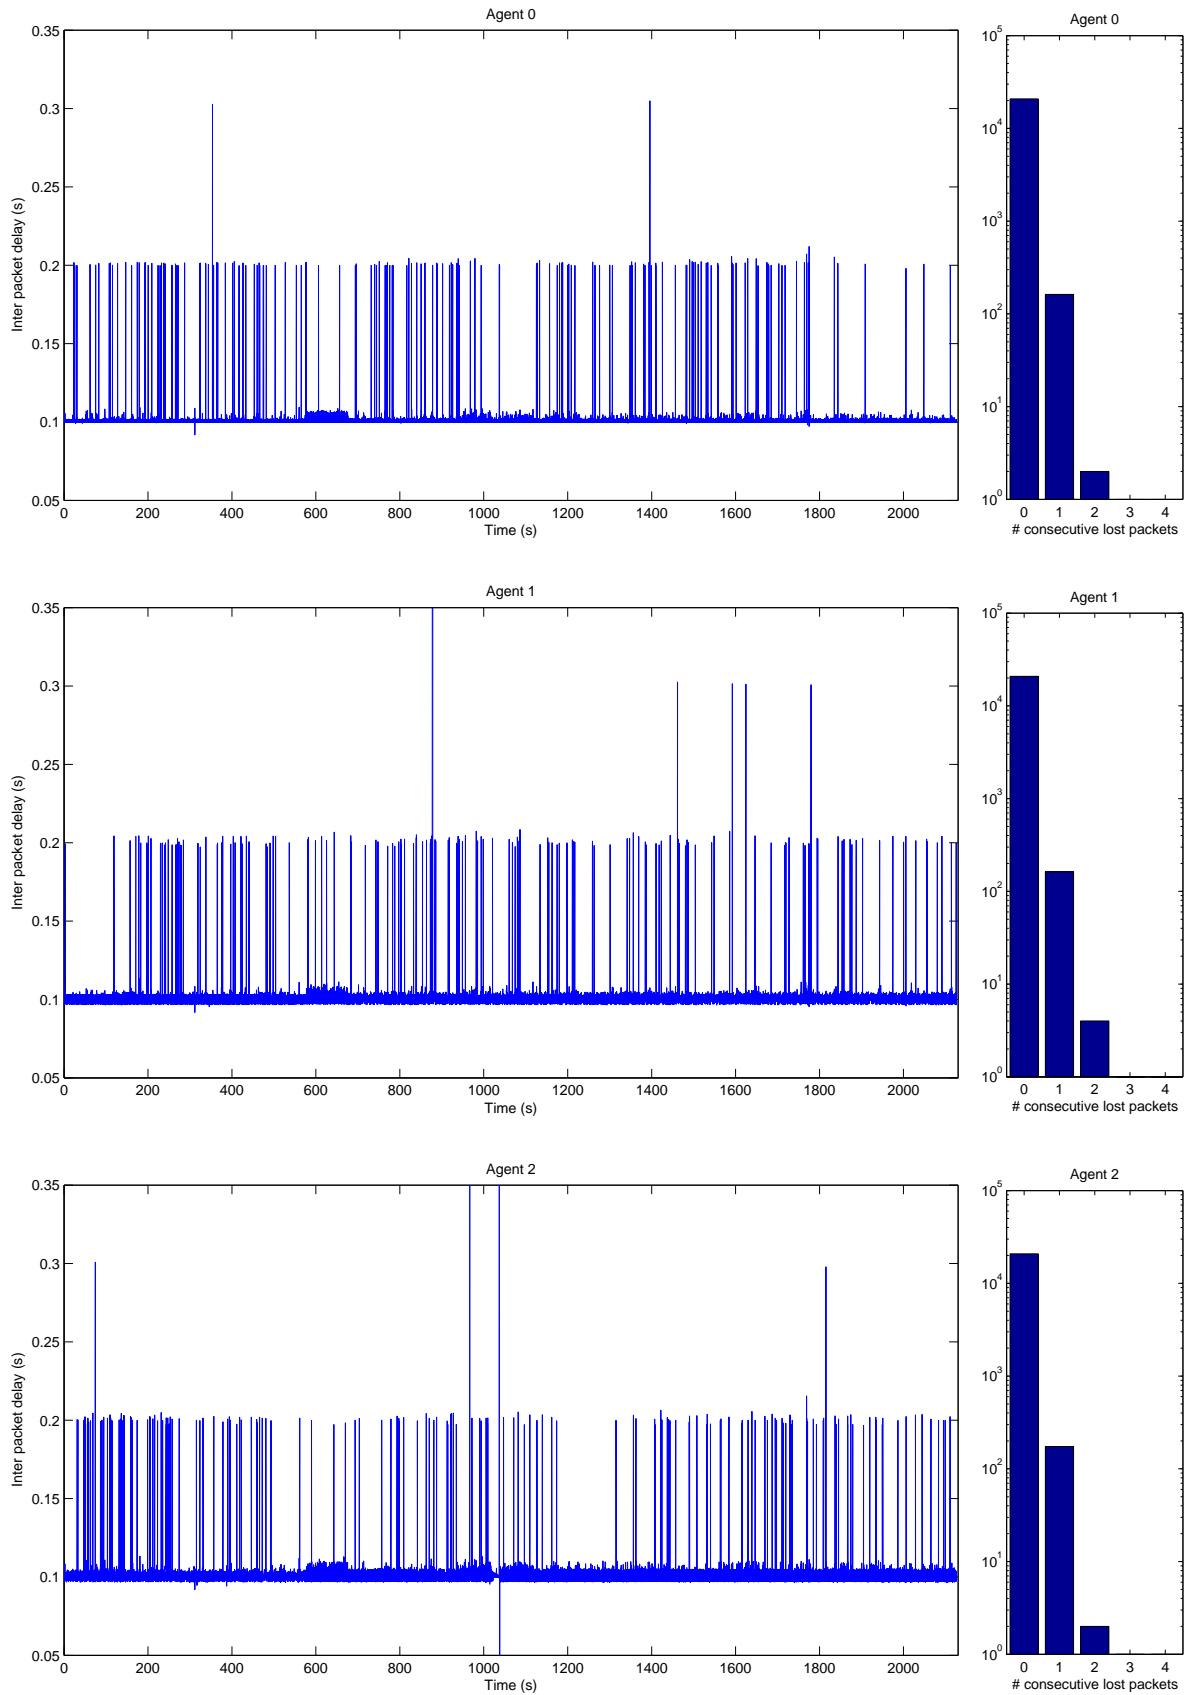 Agent 0
Agent 0
0.35
0.3
0.25
0.2
0.15
0.1
0.05
Inter packet delay (s)
0 200 400 600 800 1000 1200 1400 1600 1800 2000
Time (s)
10^5
10^4
10^3
10^2
10^1
10^0
0 1 2 3 4
# consecutive lost packets
Agent 1
Agent 1
0.35
0.3
0.25
0.2
0.15
0.1
0.05
Inter packet delay (s)
0 200 400 600 800 1000 1200 1400 1600 1800 2000
Time (s)
10^5
10^4
10^3
10^2
10^1
10^0
0 1 2 3 4
# consecutive lost packets
Agent 2
Agent 2
0.35
0.3
0.25
0.2
0.15
0.1
0.05
Inter packet delay (s)
0 200 400 600 800 1000 1200 1400 1600 1800 2000
Time (s)
10^5
10^4
10^3
10^2
10^1
10^0
0 1 2 3 4
# consecutive lost packets